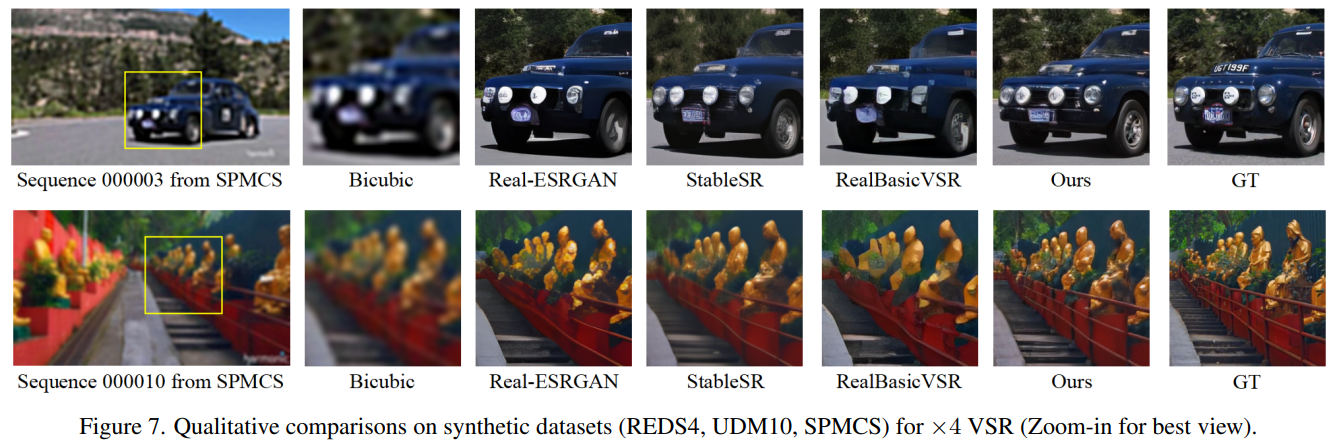 UGT 199F
Sequence 000003 from SPMCS
Bicubic
Real-ESRGAN
StableSR
RealBasicVSR
Ours
GT
harmonic
Sequence 000010 from SPMCS
Bicubic
Real-ESRGAN
StableSR
RealBasicVSR
Ours
GT
Figure 7. Qualitative comparisons on synthetic datasets (REDS4, UDM10, SPMCS) for ×4 VSR (Zoom-in for best view).